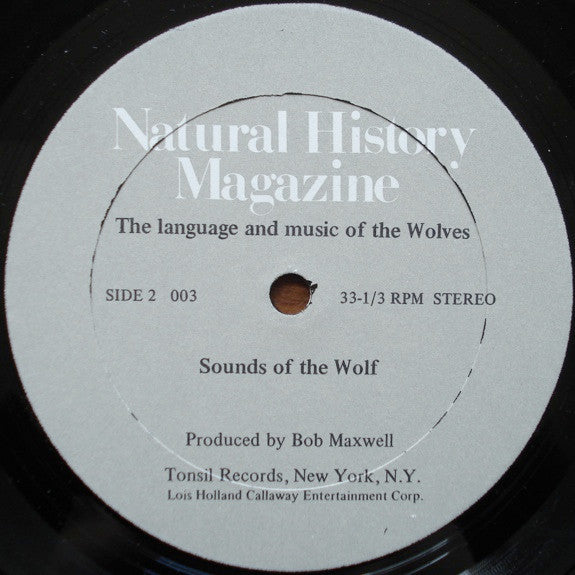 Natural History
Magazine
The language and music of the Wolves
SIDE 2 003 33-1/3 RPM STEREO
Sounds of the Wolf
Produced by Bob Maxwell
Tonsil Records, New York, N.Y.
Lois Holland Callaway Entertainment Corp.